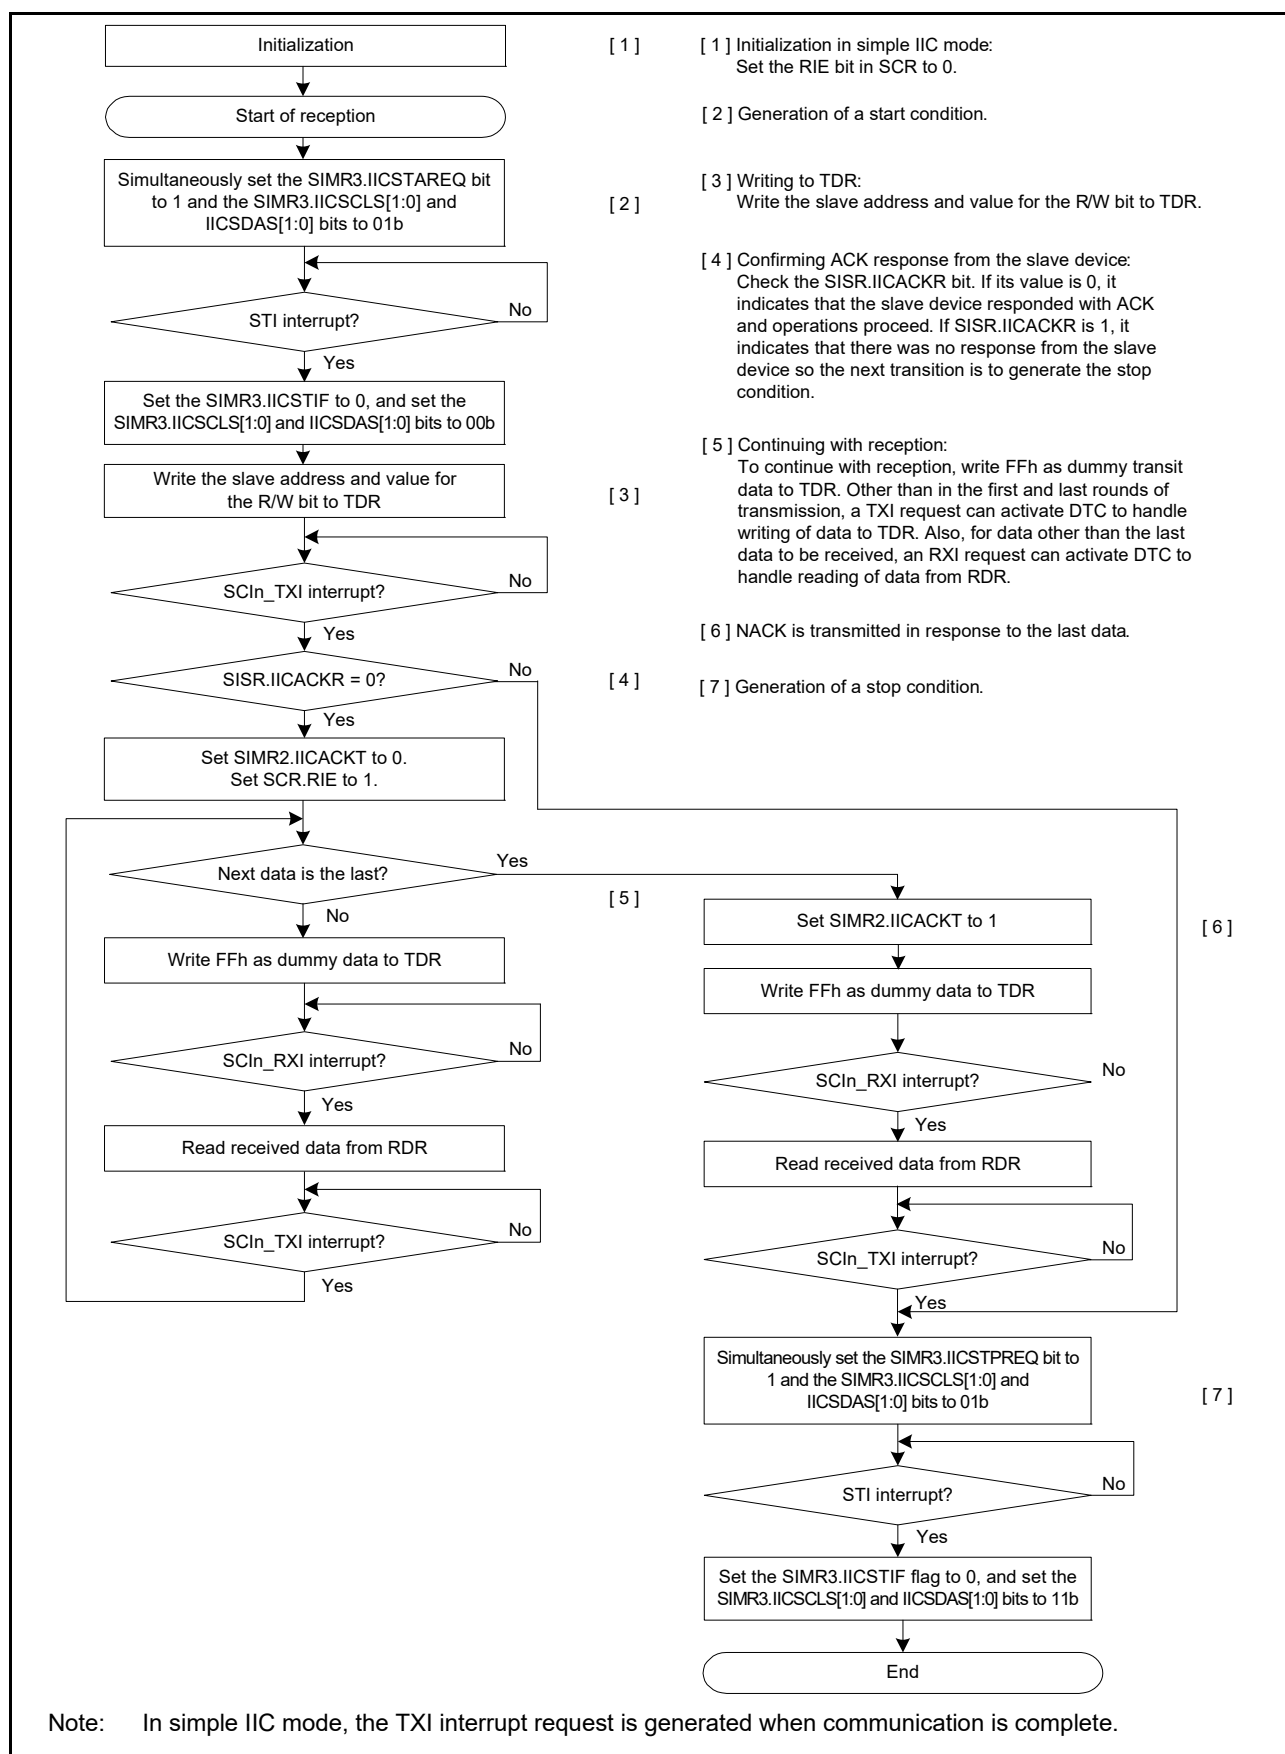 Initialization
[ 1 ]
Start of reception
Simultaneously set the SIMR3.IICSTAREQ bit
to 1 and the SIMR3.IICSCLS[1:0] and
IICSDAS[1:0] bits to 01b
[ 2 ]
STI interrupt?
No
Yes
Set the SIMR3.IICSTIF to 0, and set the
SIMR3.IICSCLS[1:0] and IICSDAS[1:0] bits to 00b
Write the slave address and value for
the R/W bit to TDR
[ 3 ]
SCIn_TXI interrupt?
No
Yes
SISR.IICACKR = 0?
No
[ 4 ]
Yes
Set SIMR2.IICACKT to 0.
Set SCR.RIE to 1.
Next data is the last?
Yes
[ 5 ]
No
Write FFh as dummy data to TDR
SCIn_RXI interrupt?
No
Yes
Read received data from RDR
SCIn_TXI interrupt?
No
Yes
[ 1 ] Initialization in simple IIC mode:
Set the RIE bit in SCR to 0.
[ 2 ] Generation of a start condition.
[ 3 ] Writing to TDR:
Write the slave address and value for the R/W bit to TDR.
[ 4 ] Confirming ACK response from the slave device:
Check the SISR.IICACKR bit. If its value is 0, it
indicates that the slave device responded with ACK
and operations proceed. If SISR.IICACKR is 1, it
indicates that there was no response from the slave
device so the next transition is to generate the stop
condition.
[ 5 ] Continuing with reception:
To continue with reception, write FFh as dummy transit
data to TDR. Other than in the first and last rounds of
transmission, a TXI request can activate DTC to handle
writing of data to TDR. Also, for data other than the last
data to be received, an RXI request can activate DTC to
handle reading of data from RDR.
[ 6 ] NACK is transmitted in response to the last data.
[ 7 ] Generation of a stop condition.
Set SIMR2.IICACKT to 1
[ 6 ]
Write FFh as dummy data to TDR
SCIn_RXI interrupt?
No
Yes
Read received data from RDR
SCIn_TXI interrupt?
No
Yes
Simultaneously set the SIMR3.IICSTPREQ bit to
1 and the SIMR3.IICSCLS[1:0] and
IICSDAS[1:0] bits to 01b
[ 7 ]
STI interrupt?
No
Yes
Set the SIMR3.IICSTIF flag to 0, and set the
SIMR3.IICSCLS[1:0] and IICSDAS[1:0] bits to 11b
End
Note: In simple IIC mode, the TXI interrupt request is generated when communication is complete.